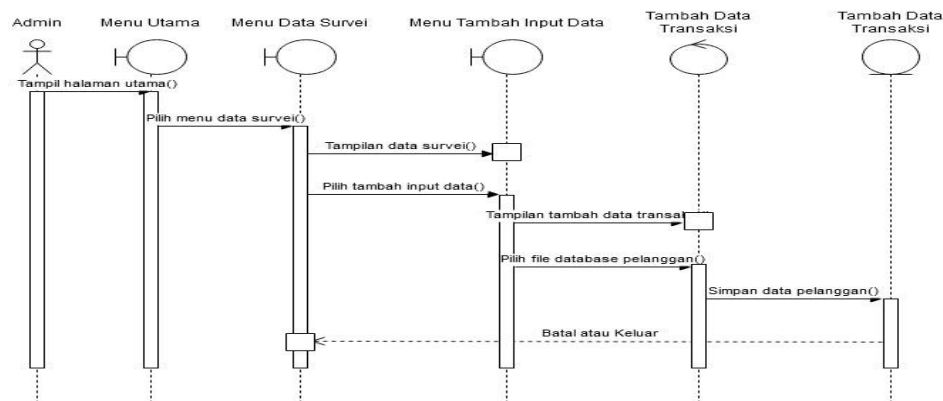 Admin
Menu Utama
Menu Data Survei
Menu Tambah Input Data
Tambah Data
Transaksi
Tambah Data
Transaksi
Tampil halaman utama()
Pilih menu data survei()
Tampilan data survei()
Pilih tambah input data()
Tampilan tambah data
Pilih file database pelanggan()
Simpan data pelanggan()
Batal atau Keluar